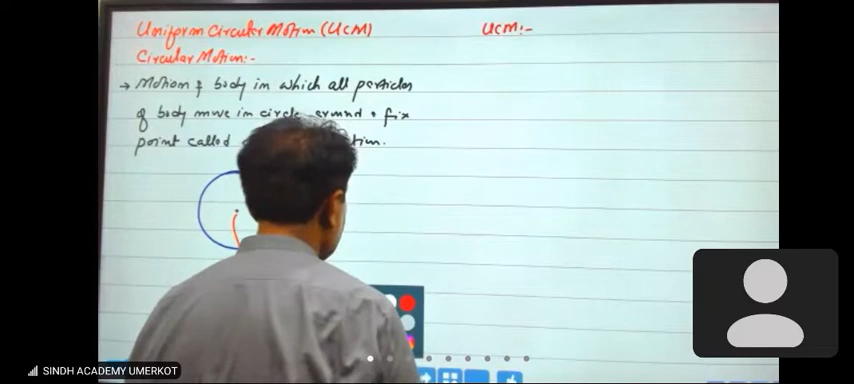 Uniform Circular Motion (UCM)
Circular Motion:-
→ Motion of body in which all particles
of body move in circle around a fix
point called
UCM:-
SINDH ACADEMY UMERKOT